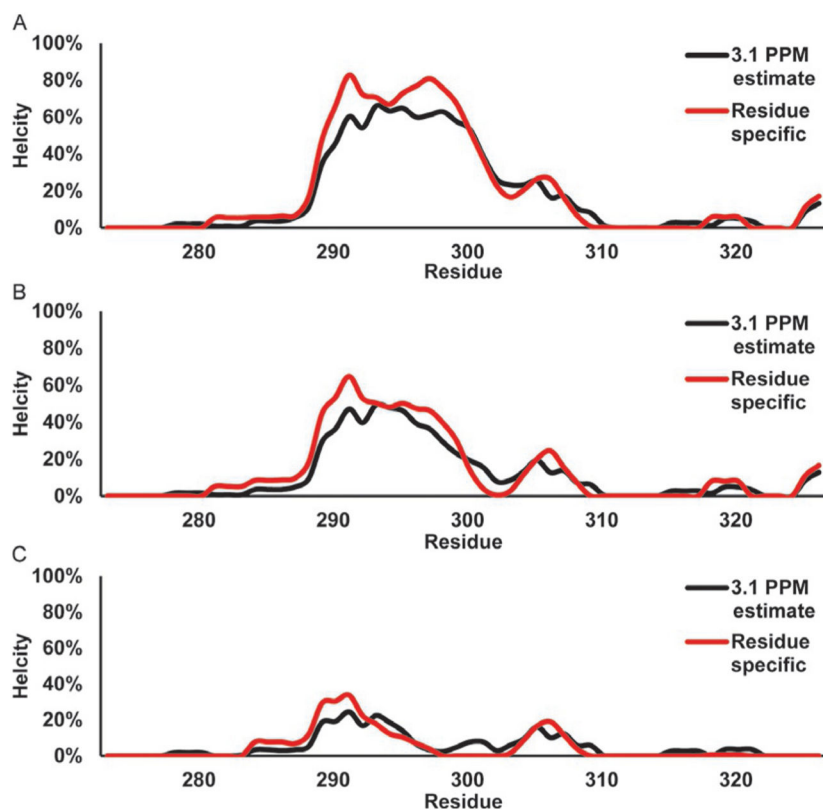 A
100%
80%
60%
40%
20%
0%
Helcity
3.1 PPM
estimate
Residue
specific
280
290
300
310
320
Residue
B
100%
80%
60%
40%
20%
0%
Helcity
3.1 PPM
estimate
Residue
specific
280
290
300
310
320
Residue
C
100%
80%
60%
40%
20%
0%
Helcity
3.1 PPM
estimate
Residue
specific
280
290
300
310
320
Residue